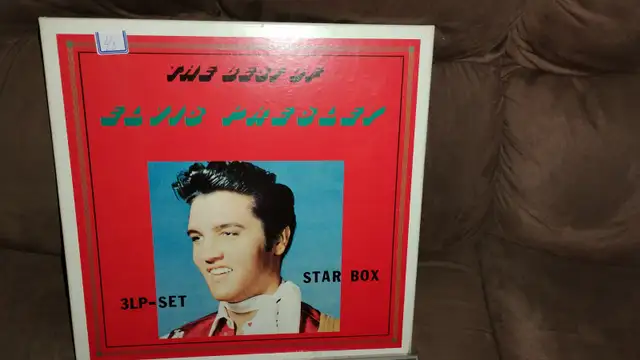 THE BEST OF
ELVIS PRESLEY
STAR BOX
3LP-SET